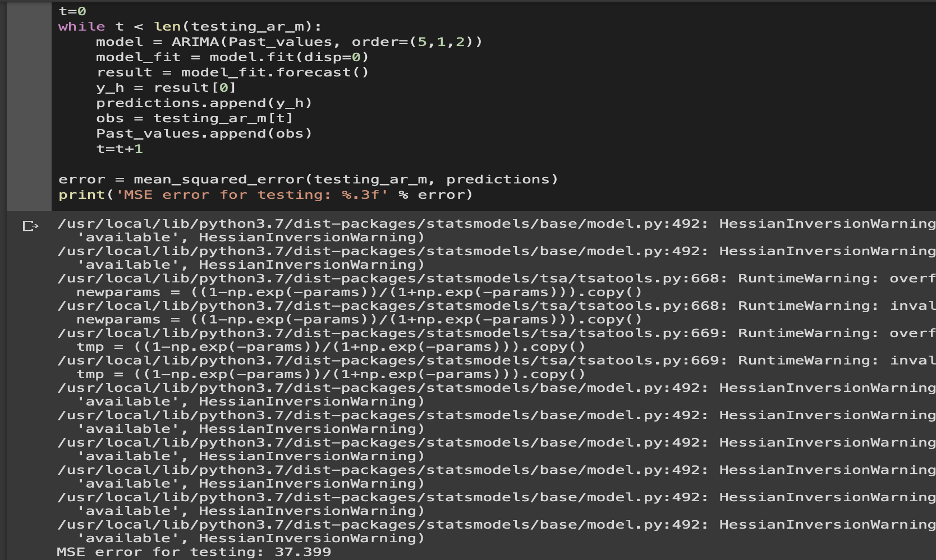 t=0
while t < len(testing_ar_m):
    model = ARIMA(Past_values, order=(5,1,2))
    model_fit = model.fit(disp=0)
    result = model_fit.forecast()
    y_h = result[0]
    predictions.append(y_h)
    obs = testing_ar_m[t]
    Past_values.append(obs)
    t=t+1
error = mean_squared_error(testing_ar_m, predictions)
print('MSE error for testing: %.3f' % error)
/usr/local/lib/python3.7/dist-packages/statsmodels/base/model.py:492: HessianInversionWarning
  'available', HessianInversionWarning)
/usr/local/lib/python3.7/dist-packages/statsmodels/base/model.py:492: HessianInversionWarning
  'available', HessianInversionWarning)
/usr/local/lib/python3.7/dist-packages/statsmodels/tsa/tsatools.py:668: RuntimeWarning: overf
  newparams = ((1-np.exp(-params))/(1+np.exp(-params))).copy()
/usr/local/lib/python3.7/dist-packages/statsmodels/tsa/tsatools.py:668: RuntimeWarning: inval
  newparams = ((1-np.exp(-params))/(1+np.exp(-params))).copy()
/usr/local/lib/python3.7/dist-packages/statsmodels/tsa/tsatools.py:669: RuntimeWarning: overf
  tmp = ((1-np.exp(-params))/(1+np.exp(-params))).copy()
/usr/local/lib/python3.7/dist-packages/statsmodels/tsa/tsatools.py:669: RuntimeWarning: inval
  tmp = ((1-np.exp(-params))/(1+np.exp(-params))).copy()
/usr/local/lib/python3.7/dist-packages/statsmodels/base/model.py:492: HessianInversionWarning
  'available', HessianInversionWarning)
/usr/local/lib/python3.7/dist-packages/statsmodels/base/model.py:492: HessianInversionWarning
  'available', HessianInversionWarning)
/usr/local/lib/python3.7/dist-packages/statsmodels/base/model.py:492: HessianInversionWarning
  'available', HessianInversionWarning)
/usr/local/lib/python3.7/dist-packages/statsmodels/base/model.py:492: HessianInversionWarning
  'available', HessianInversionWarning)
/usr/local/lib/python3.7/dist-packages/statsmodels/base/model.py:492: HessianInversionWarning
  'available', HessianInversionWarning)
/usr/local/lib/python3.7/dist-packages/statsmodels/base/model.py:492: HessianInversionWarning
  'available', HessianInversionWarning)
MSE error for testing: 37.399